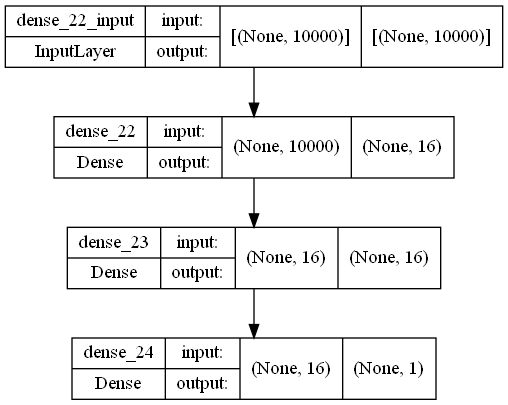 dense_22_input input: [(None, 10000)] [(None, 10000)]
InputLayer output:
dense_22 input: (None, 10000) (None, 16)
Dense output:
dense_23 input: (None, 16) (None, 16)
Dense output:
dense_24 input: (None, 16) (None, 1)
Dense output: